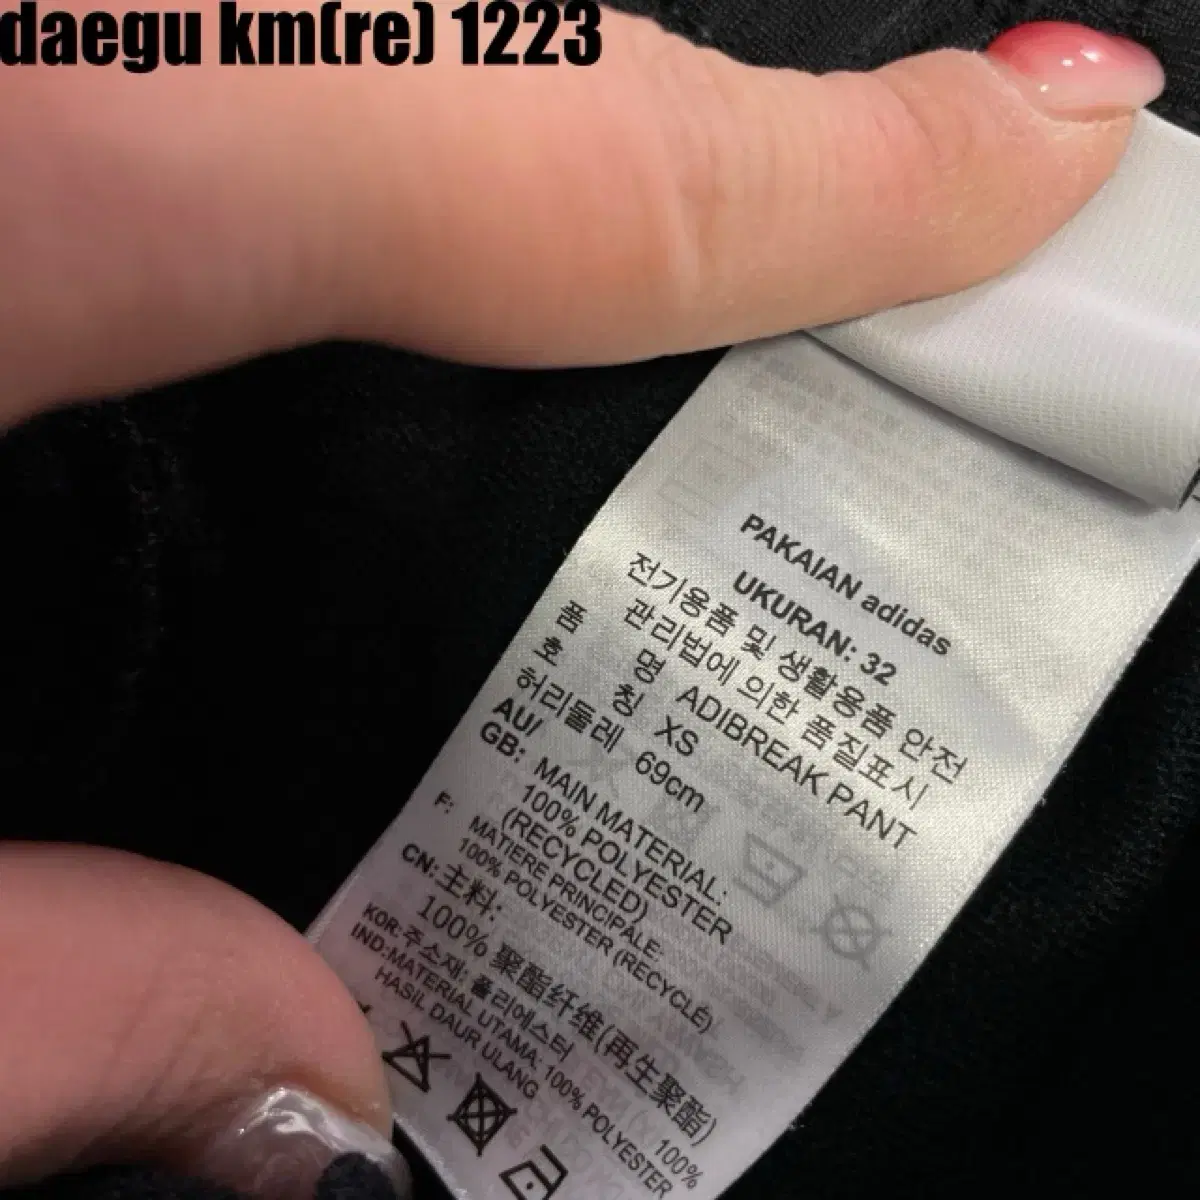 daegu km(re) 1223
PAKAIAN adidas
UKURAN: 32
전기용품 및 생활용품 안전
관리법에 의한 품질표시
품 명 ADIBREAK PANT
호 칭 XS
허리둘레 69cm
AU/
GB: MAIN MATERIAL:
100% POLYESTER
(RECYCLED)
F: MATIERE PRINCIPALE:
100% POLYESTER (RECYCLÉ)
CN: 主料:
100% 聚酯纤维(再生聚酯)
KOR: 주소재: 폴리에스터 100%
IND: MATERIAL UTAMA: 100% POLYESTER
HASIL DAUR ULANG